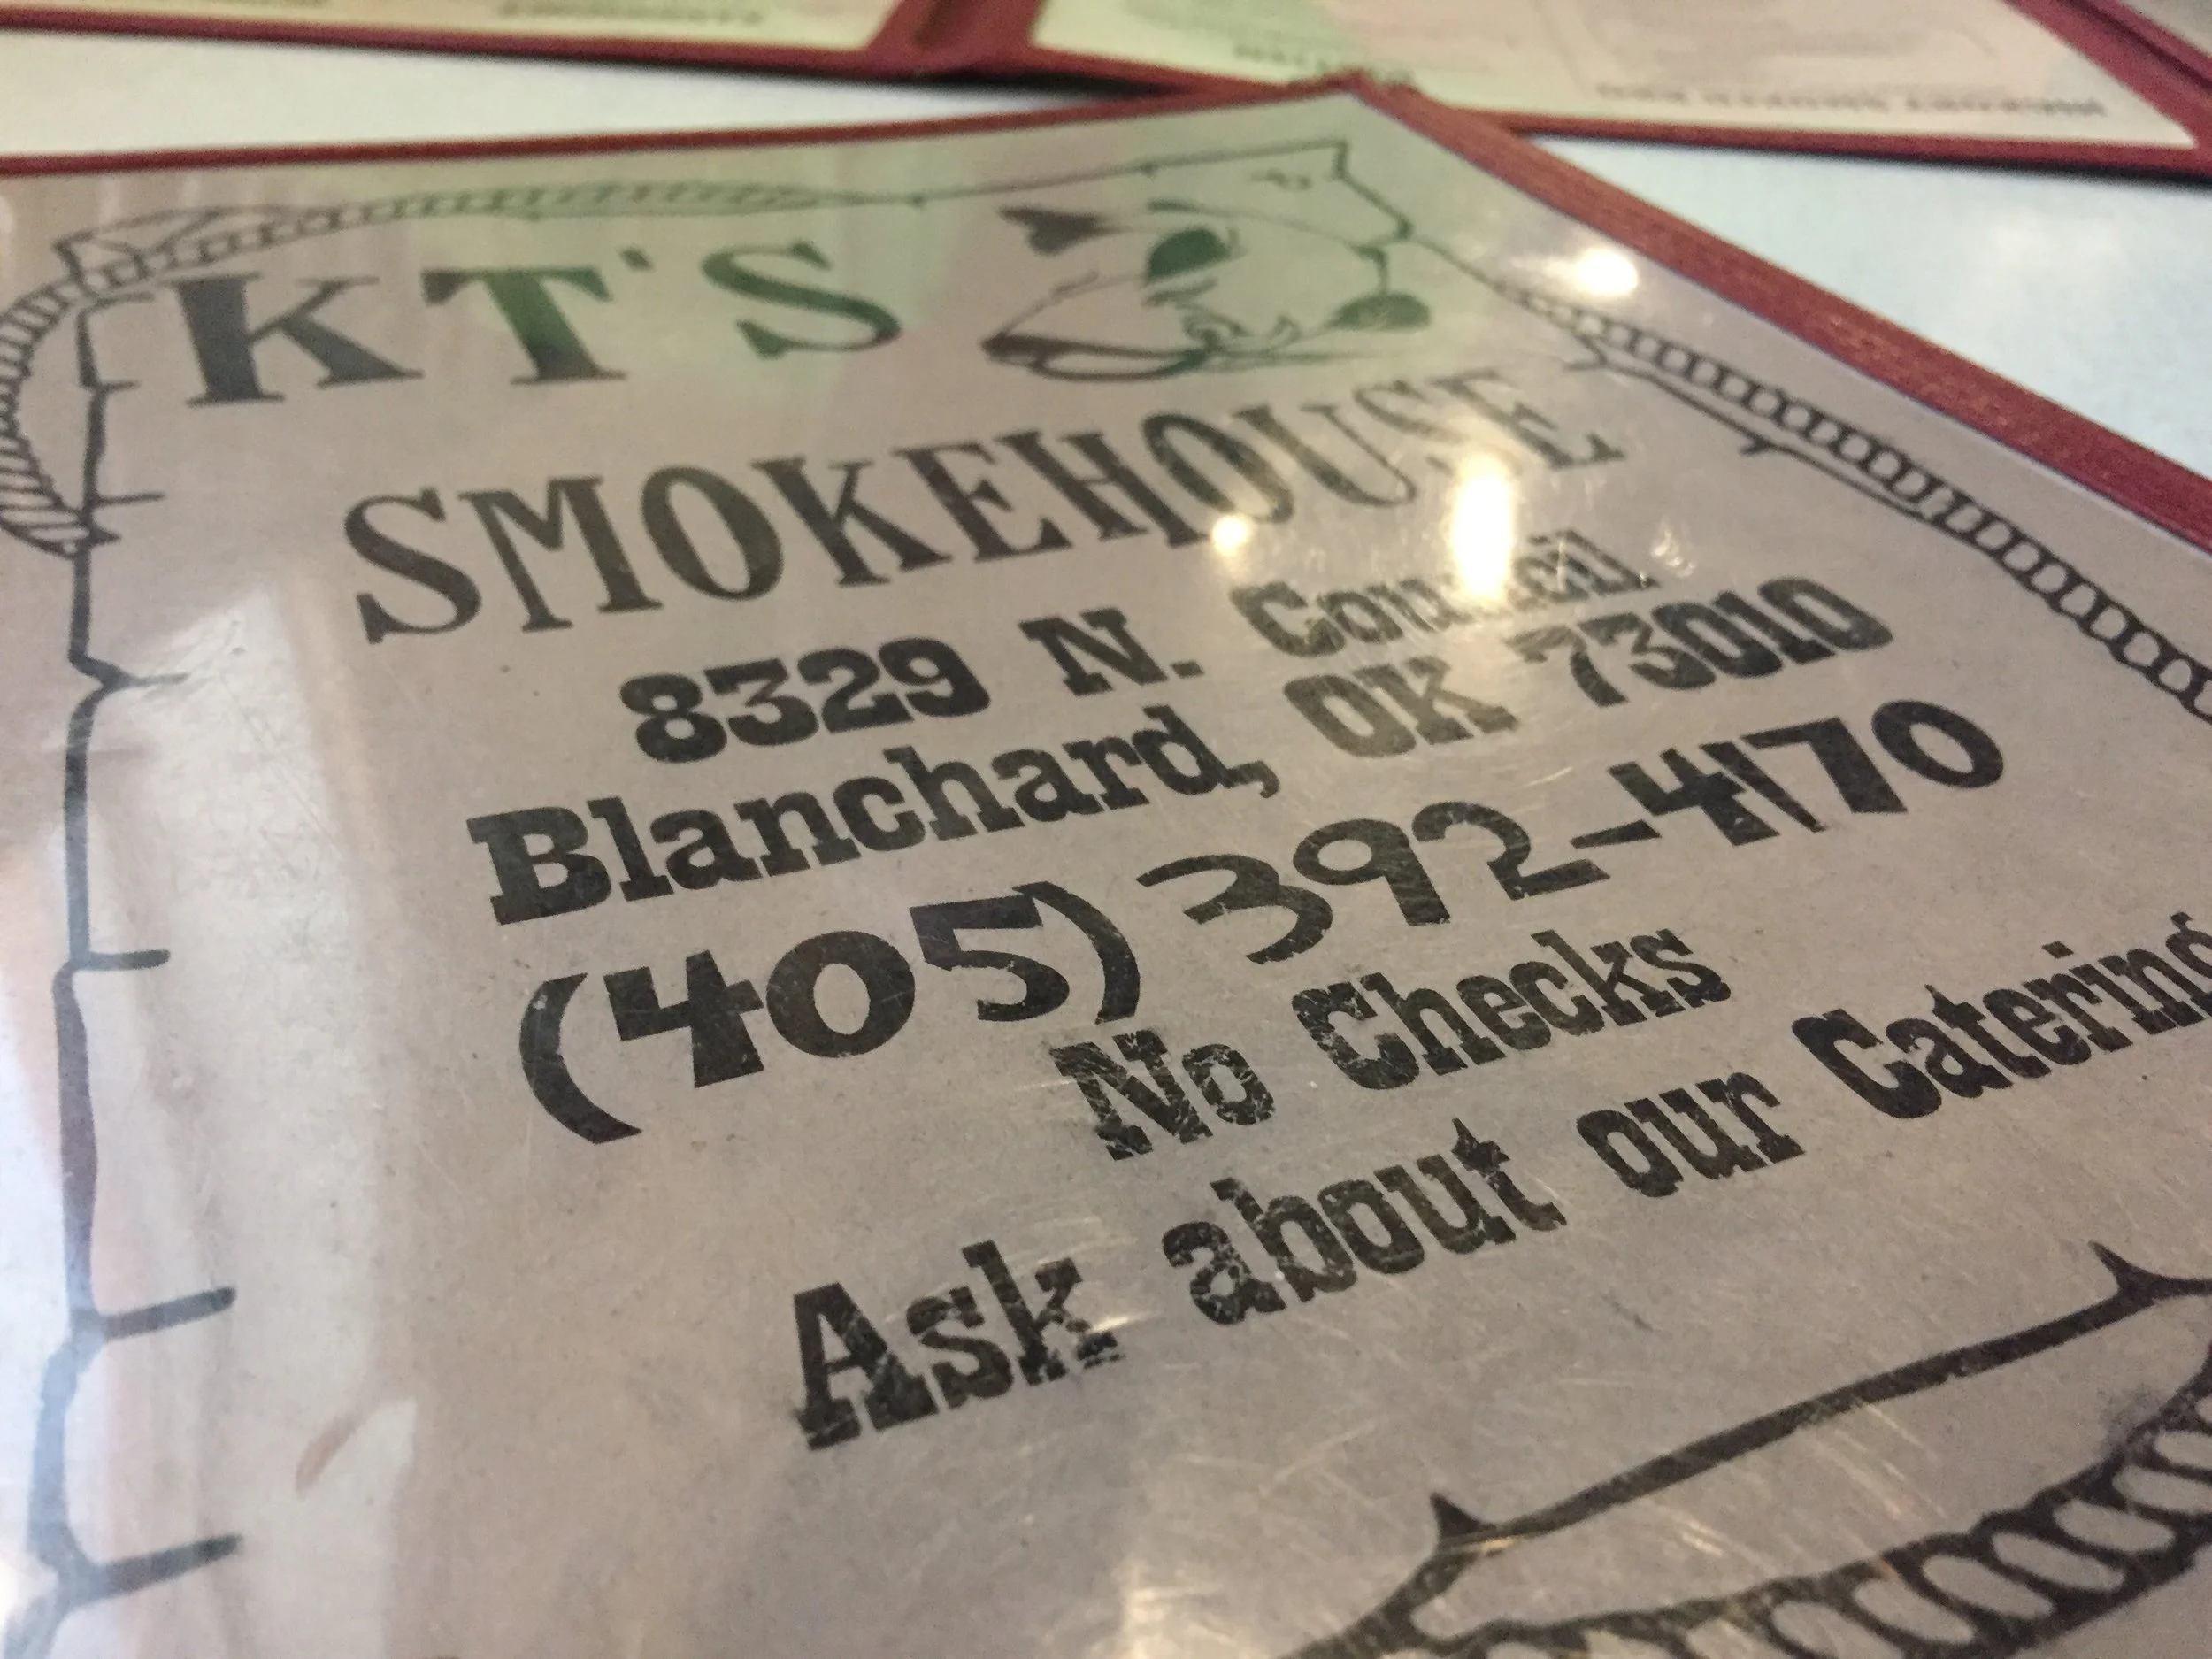 KT'S
SMOKEHOUSE
8329 N. Council
Blanchard, OK 73010
(405) 392-4170
No Checks
Ask about our Catering